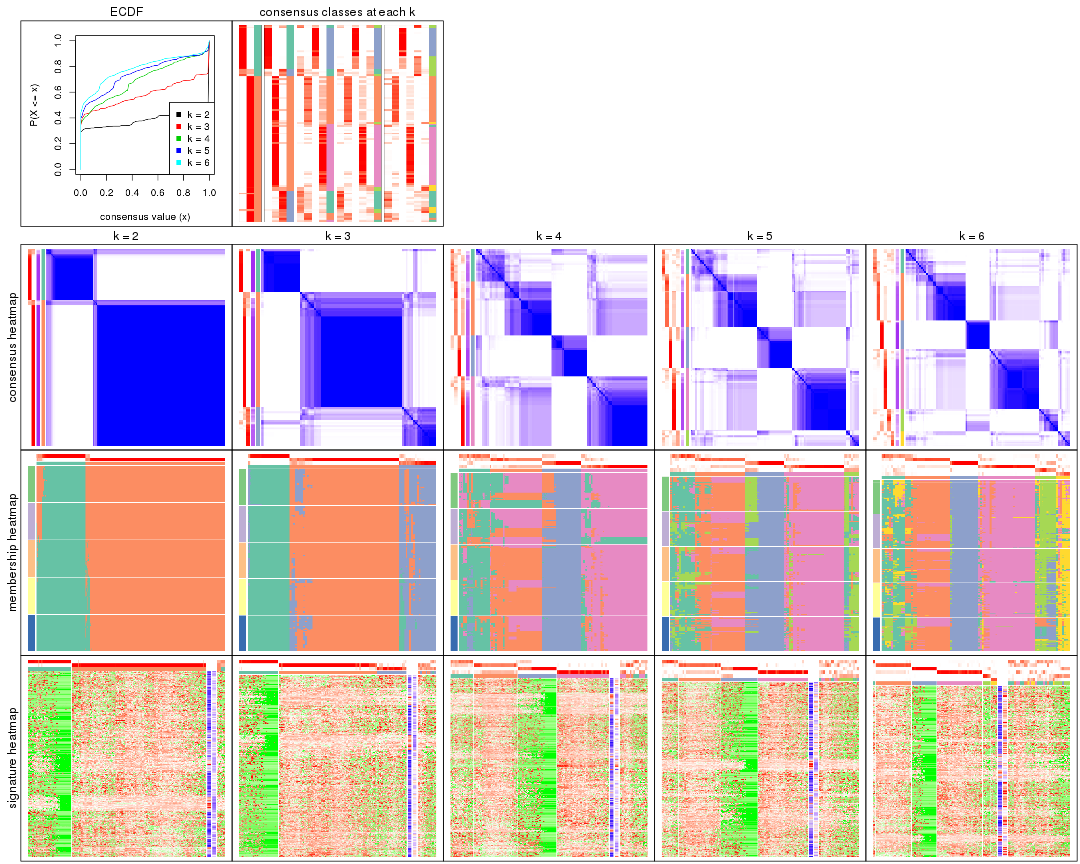 ECDF
consensus classes at each k
P(X <= x)
0.0 0.2 0.4 0.6 0.8 1.0
k = 2
k = 3
k = 4
k = 5
k = 6
0.0 0.2 0.4 0.6 0.8 1.0
consensus value (x)
k = 2
k = 3
k = 4
k = 5
k = 6
consensus heatmap
membership heatmap
signature heatmap